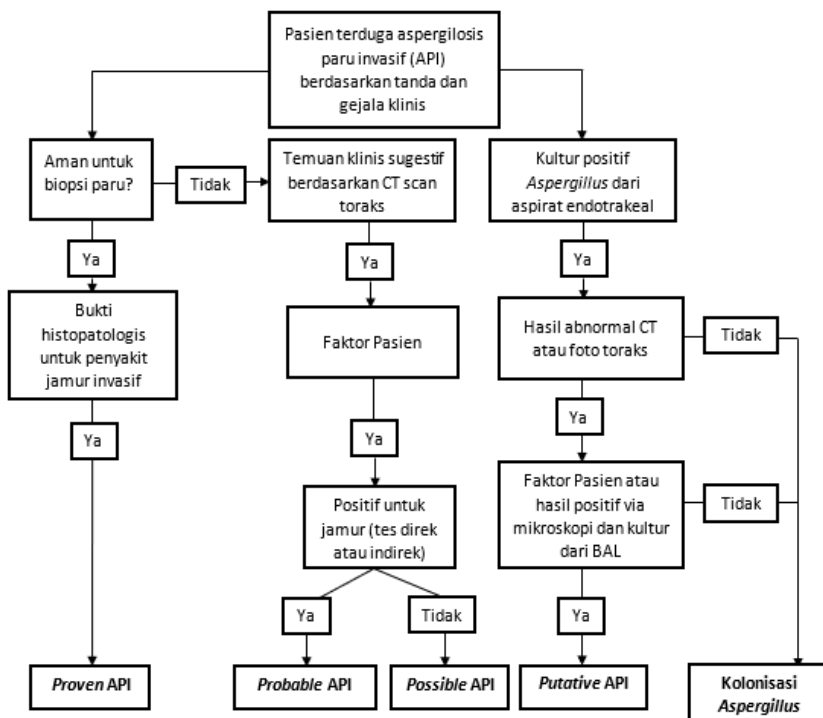 Pasien terduga aspergilosis
paru invasif (API)
berdasarkan tanda dan
gejala klinis
Aman untuk
biopsi paru?
Tidak
Temuan klinis sugestif
berdasarkan CT scan
toraks
Kultur positif
Aspergillus dari
aspirat endotrakeal
Ya
Ya
Ya
Bukti
histopatologis
untuk penyakit
jamur invasif
Faktor Pasien
Hasil abnormal CT
atau foto toraks
Tidak
Ya
Ya
Ya
Positif untuk
jamur (tes direk
atau indirek)
Faktor Pasien atau
hasil positif via
mikroskopi dan kultur
dari BAL
Tidak
Ya
Tidak
Ya
Proven API
Probable API
Possible API
Putative API
Kolonisasi
Aspergillus